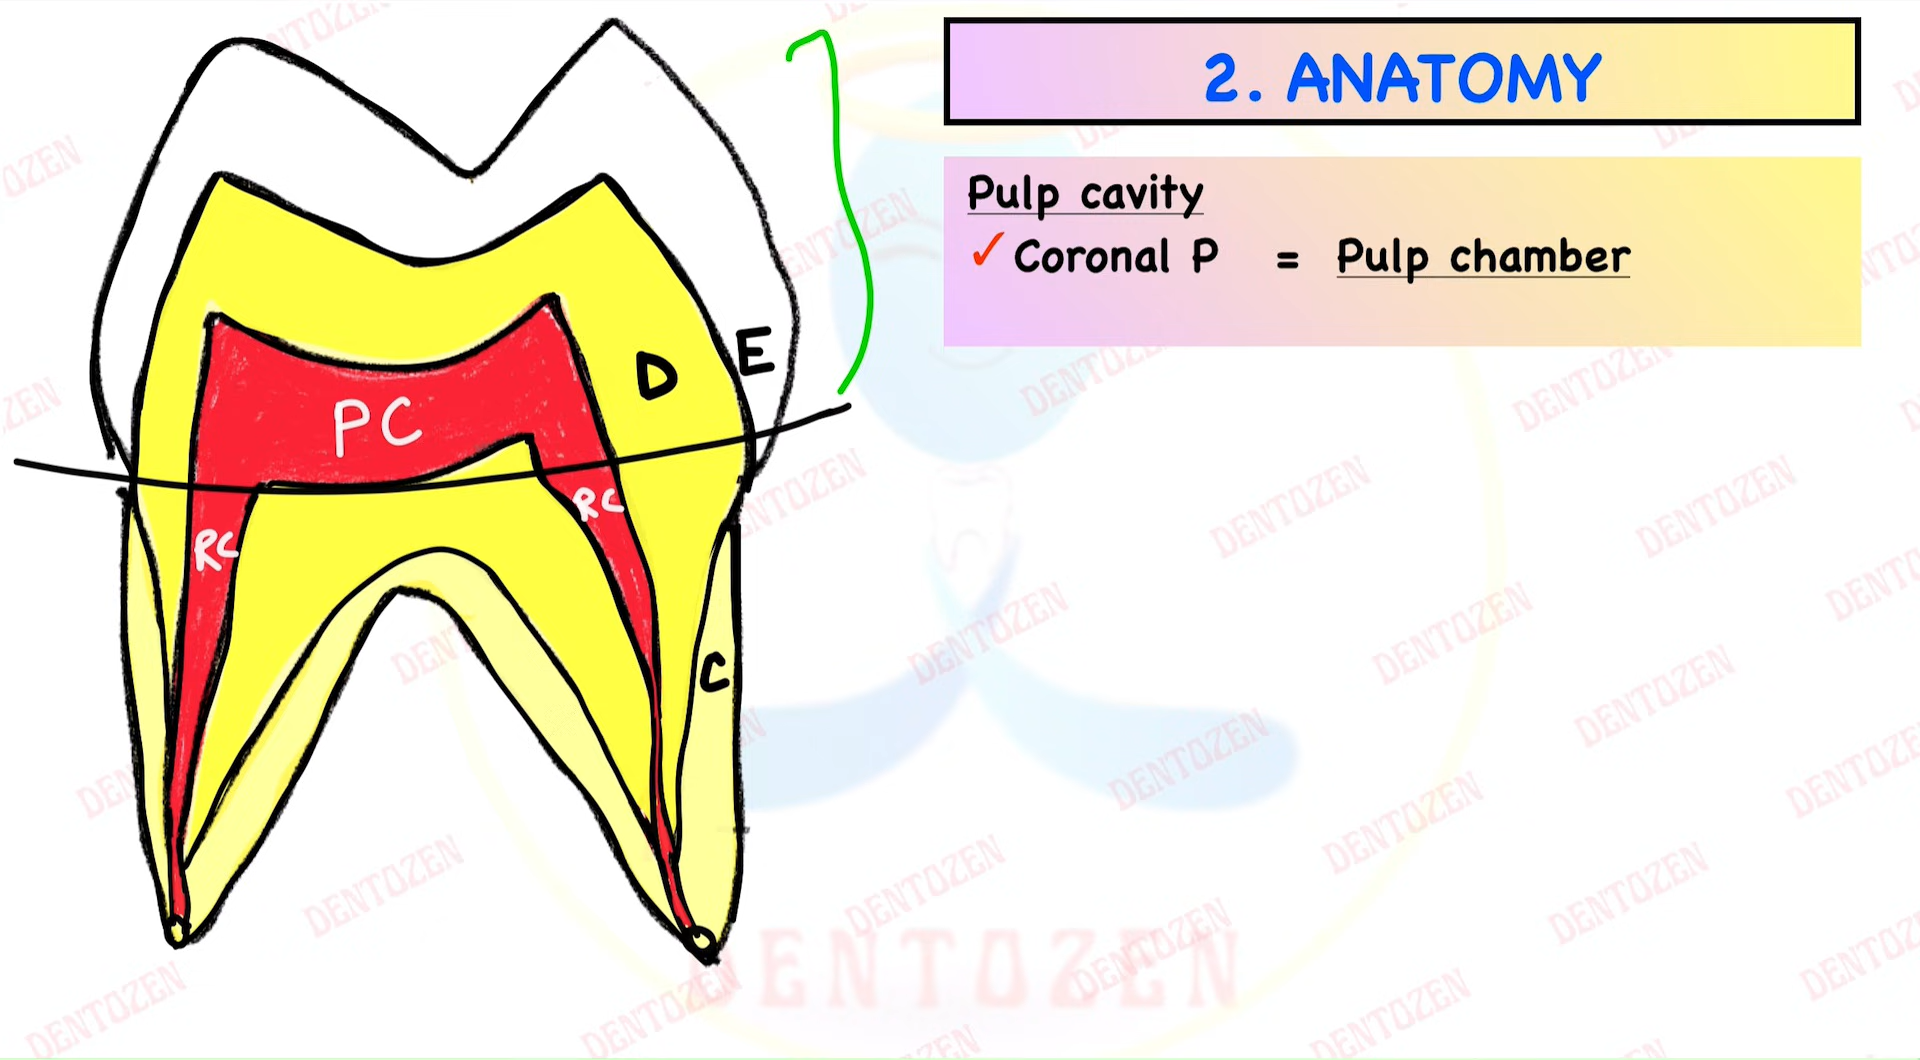 2. ANATOMY
Pulp cavity
✓ Coronal P = Pulp chamber
E
D
PC
RC
RC
C
DENTOZEN